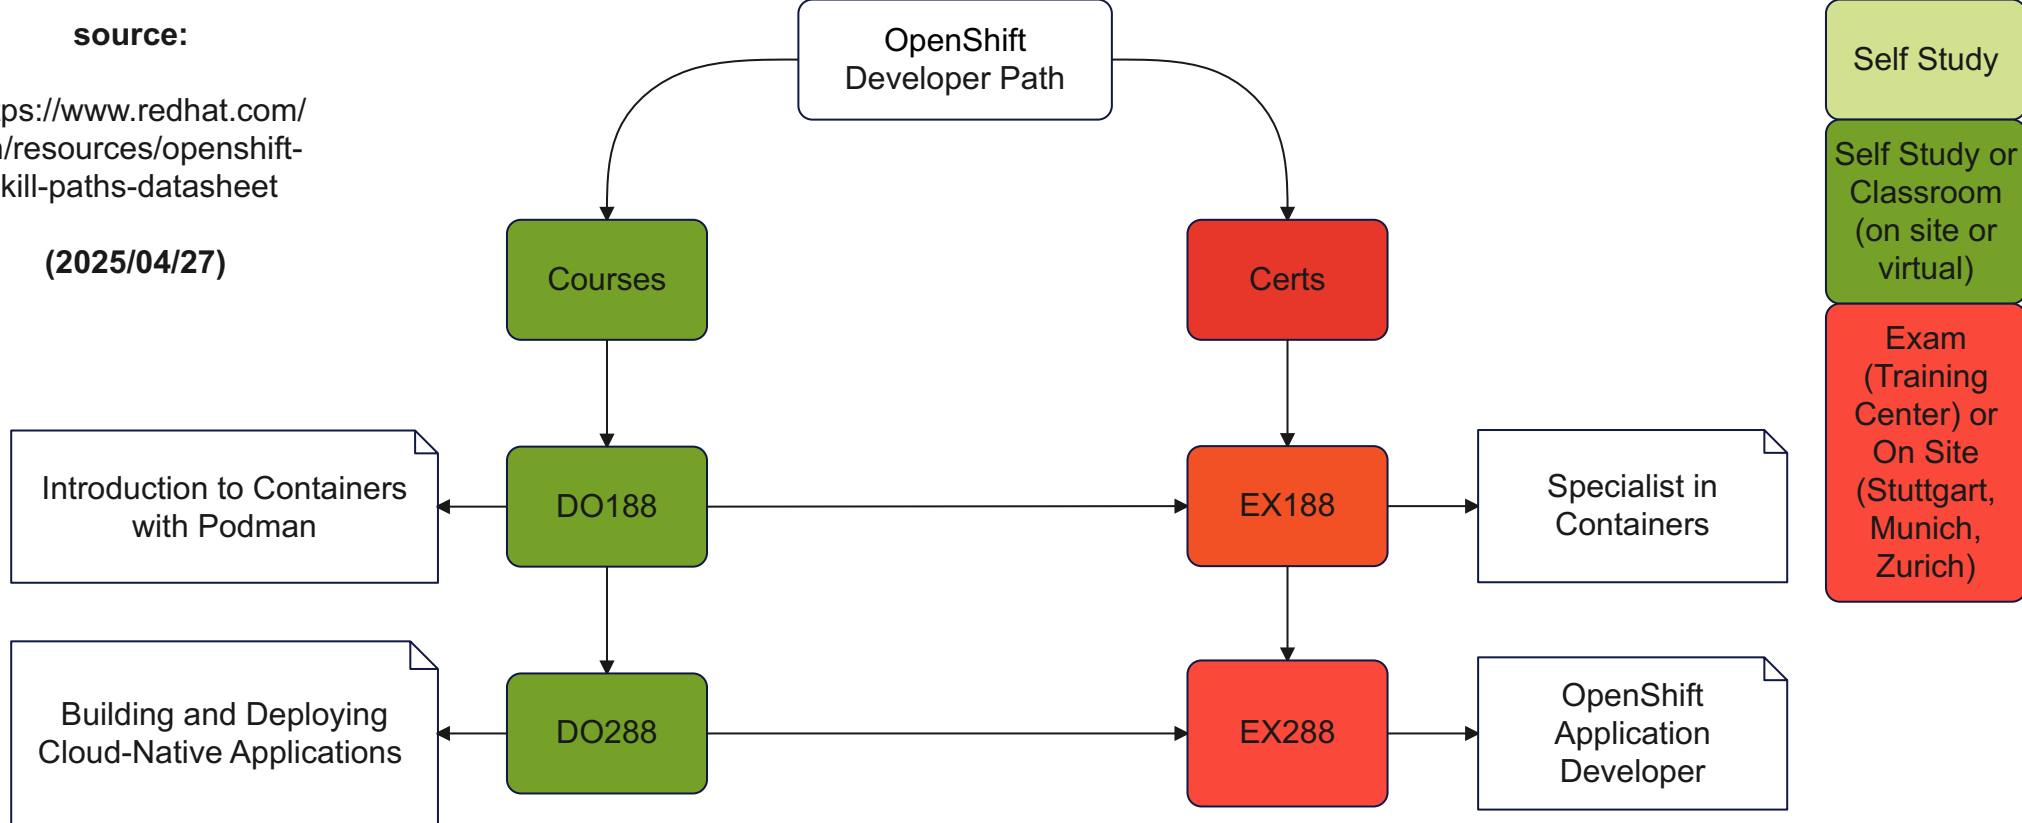 source:
ps://www.redhat.com/
/resources/openshift-
kill-paths-datasheet
(2025/04/27)
OpenShift
Developer Path
Self Study
Self Study or
Classroom
(on site or
virtual)
Exam
(Training
Center) or
On Site
(Stuttgart,
Munich,
Zurich)
Courses
Certs
Introduction to Containers
with Podman
DO188
EX188
Specialist in
Containers
Building and Deploying
Cloud-Native Applications
DO288
EX288
OpenShift
Application
Developer